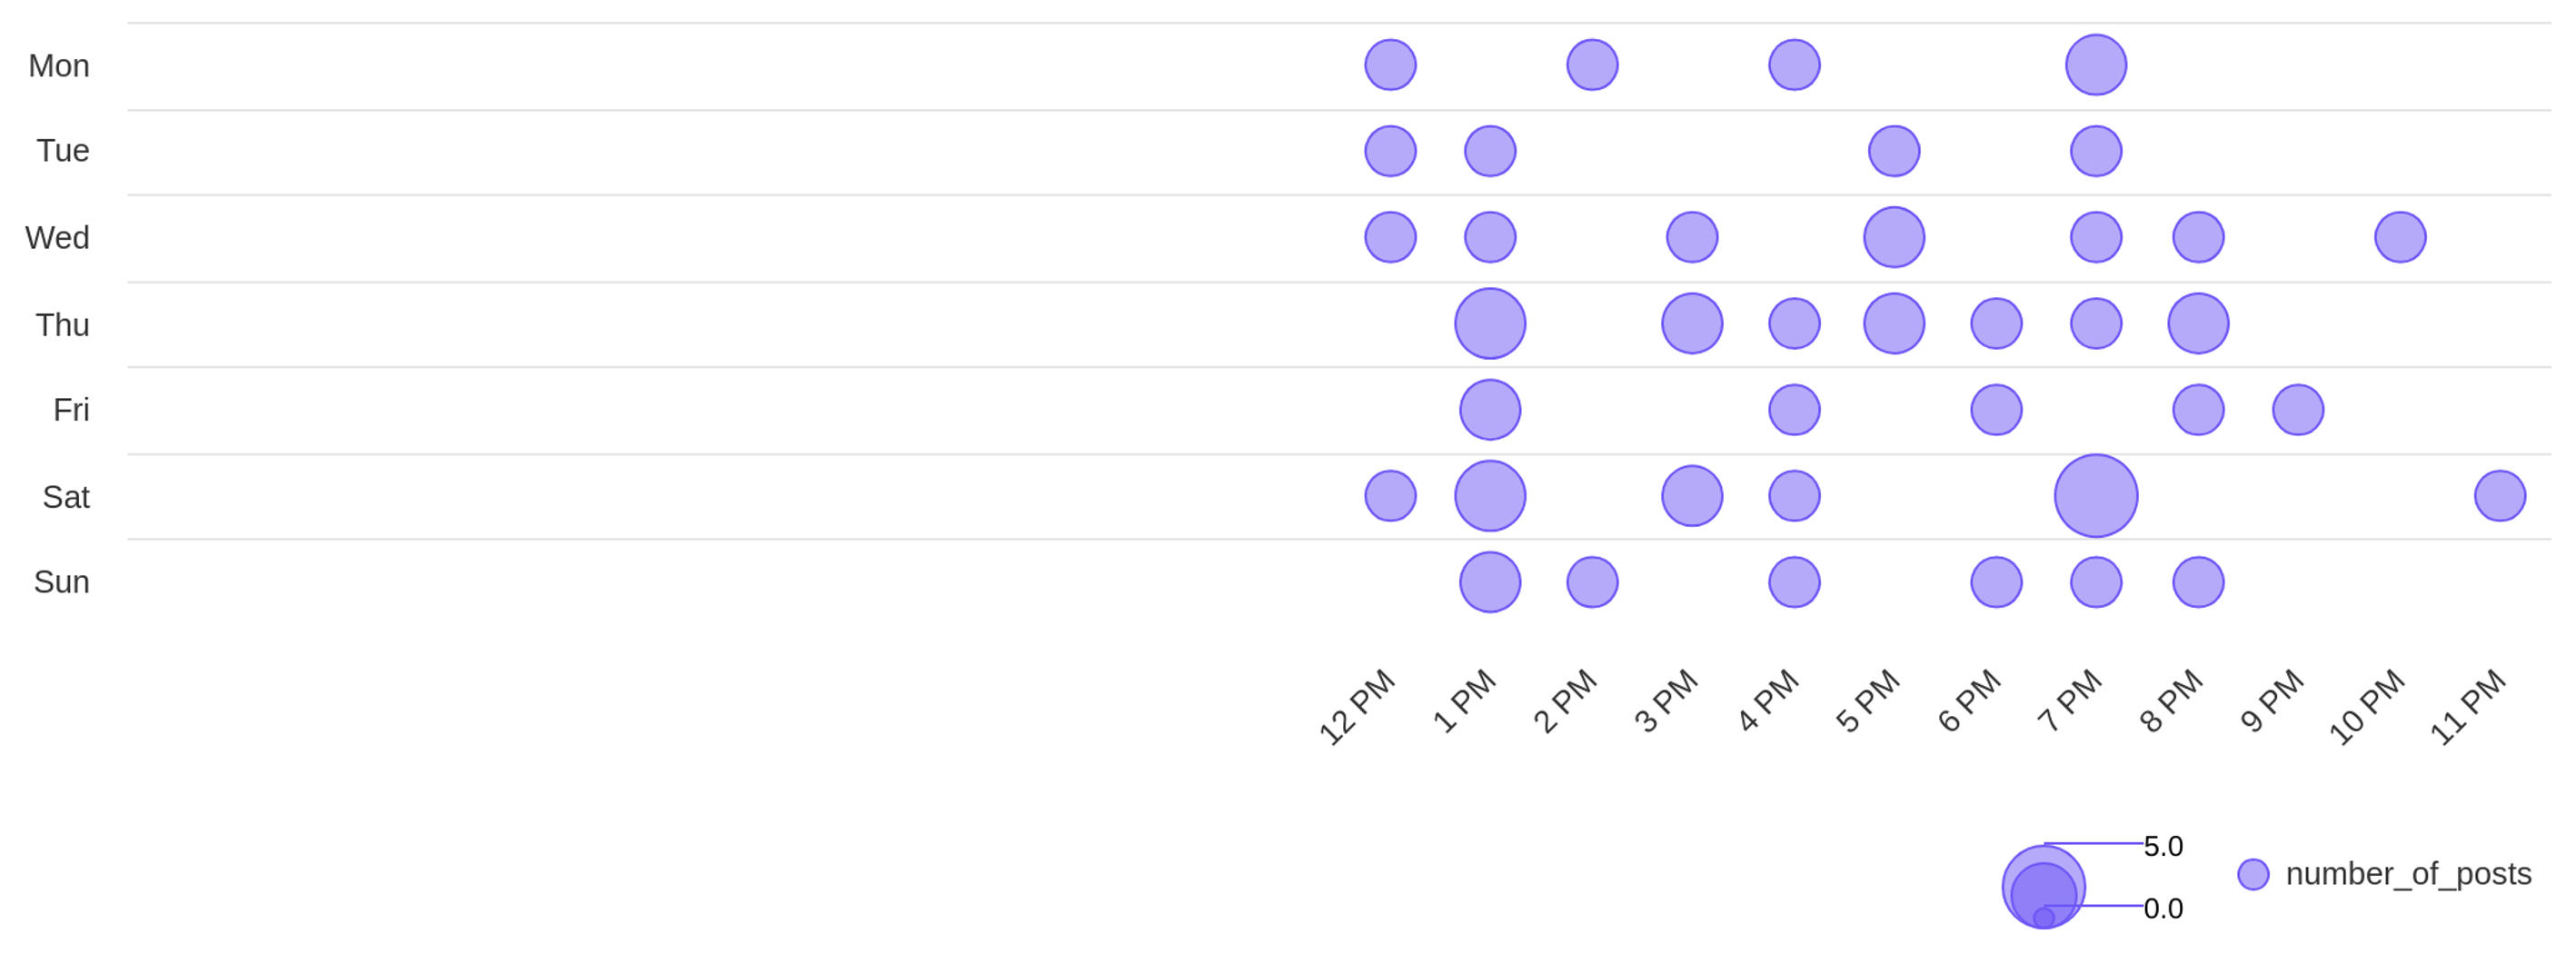 Mon
Tue
Wed
Thu
Fri
Sat
Sun
12 PM
1 PM
2 PM
3 PM
4 PM
5 PM
6 PM
7 PM
8 PM
9 PM
10 PM
11 PM
5.0
0.0
number_of_posts